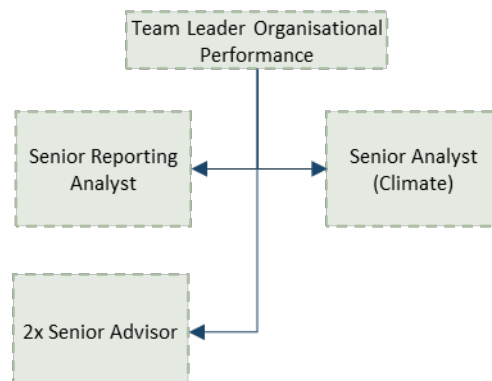 Team Leader Organisational
Performance
Senior Reporting
Analyst
Senior Analyst
(Climate)
2x Senior Advisor